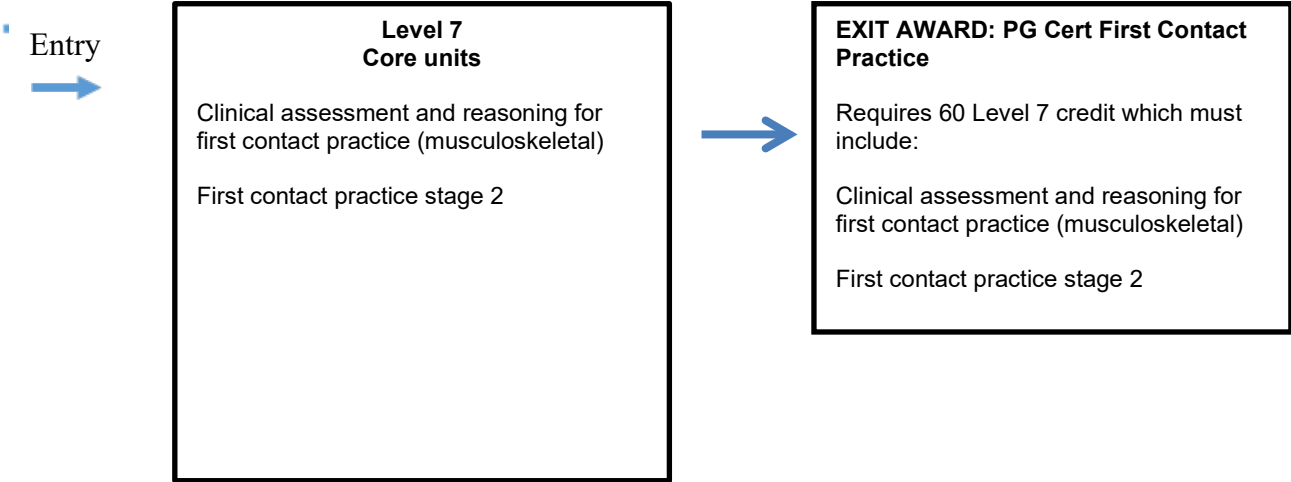 Entry
Level 7
Core units
Clinical assessment and reasoning for
first contact practice (musculoskeletal)
First contact practice stage 2
EXIT AWARD: PG Cert First Contact
Practice
Requires 60 Level 7 credit which must
include:
Clinical assessment and reasoning for
first contact practice (musculoskeletal)
First contact practice stage 2